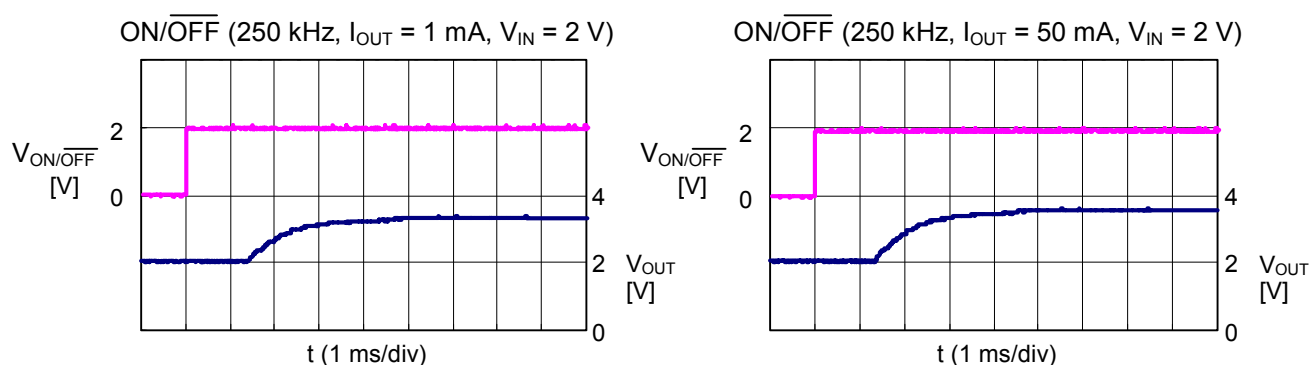 ON/OFF (250 kHz, IOUT = 1 mA, VIN = 2 V)
2
0
VON/OFF
[V]
4
2
0
VOUT
[V]
t (1 ms/div)
ON/OFF (250 kHz, IOUT = 50 mA, VIN = 2 V)
2
0
VON/OFF
[V]
4
2
0
VOUT
[V]
t (1 ms/div)